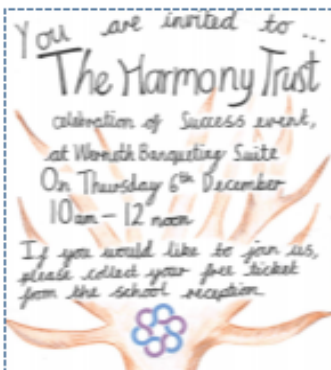 You are invited to ...
The Harmony Trust
celebration of Success event,
at Werneth Banqueting Suite
On Thursday 6th December
10am – 12 noon
If you would like to join us,
please collect your free ticket
from the school reception.